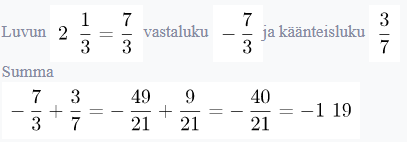 Luvun 2 1/3 = 7/3 vastaluku -7/3 ja käänteisluku 3/7
Summa
-7/3 + 3/7 = -49/21 + 9/21 = -40/21 = -1 19